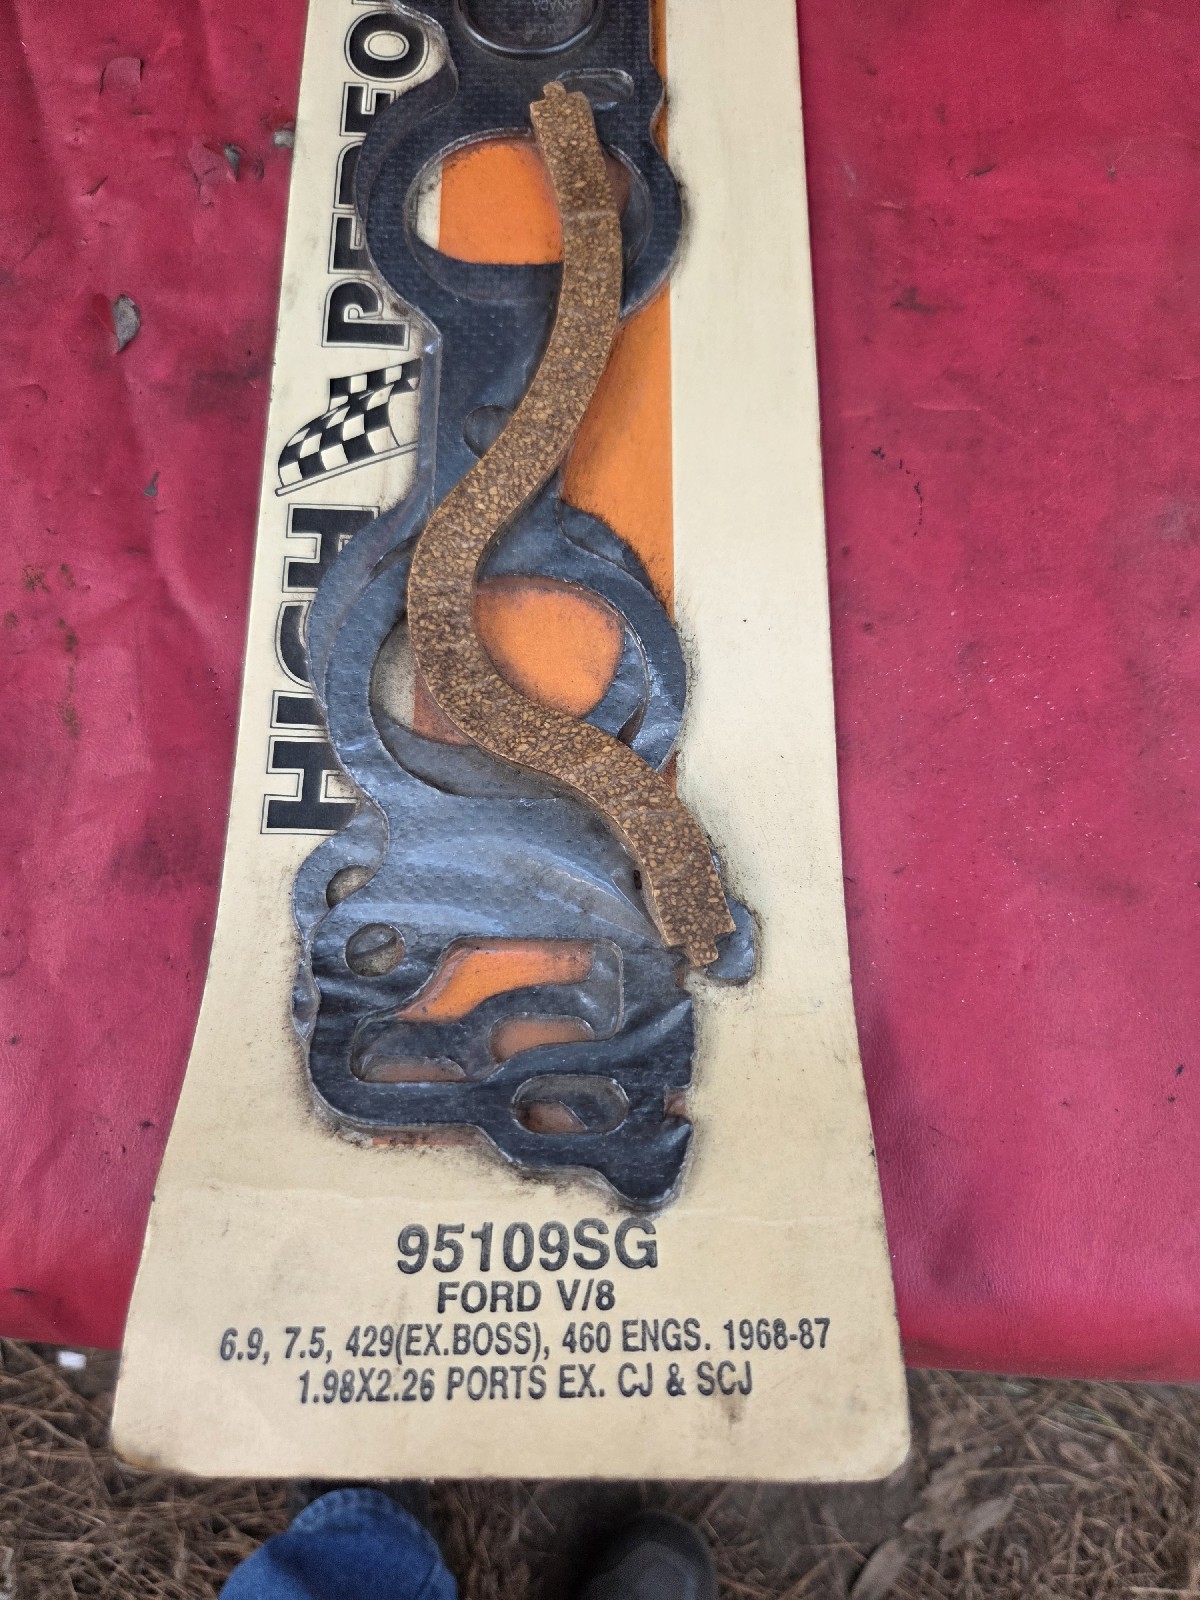 HIGH
95109SG
FORD V/8
6.9, 7.5, 429(EX.BOSS), 460 ENGS. 1968-87
1.98X2.26 PORTS EX. CJ & SCJ